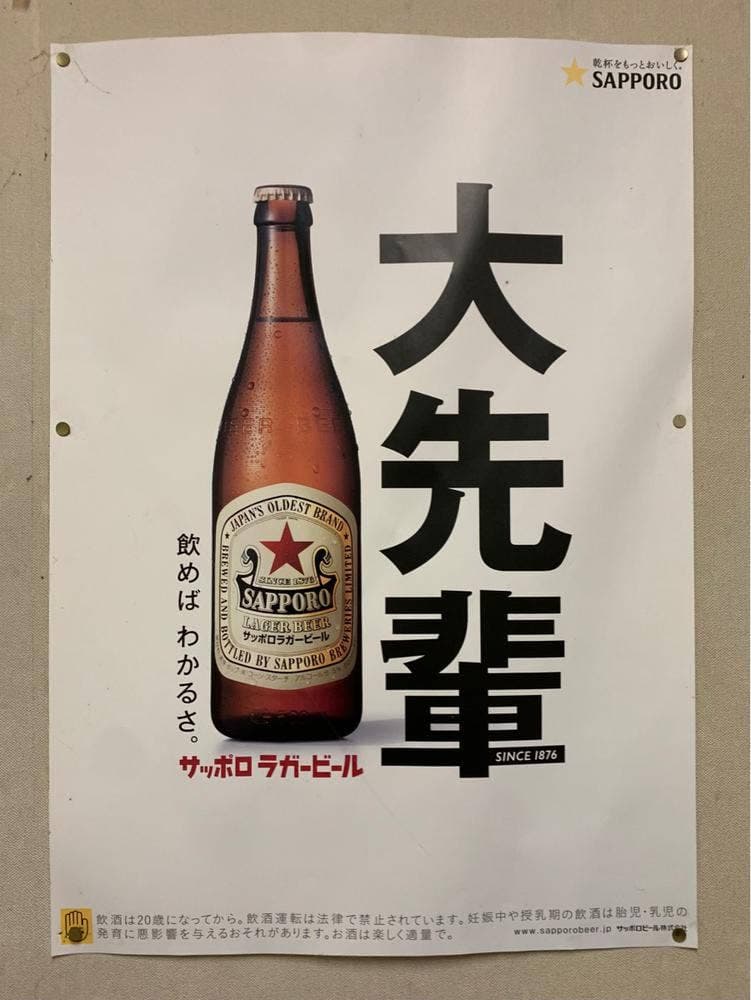 乾杯をもっとおいしく。
SAPPORO
大先輩
SINCE 1876
JAPAN'S OLDEST BRAND
SINCE 1876
SAPPORO
LAGER BEER
サッポロラガービール
BREWED AND BOTTLED BY SAPPORO BREWERIES LIMITED
飲めば わかるさ。
サッポロ ラガービール
飲酒は20歳になってから。飲酒運転は法律で禁止されています。妊娠中や授乳期の飲酒は胎児・乳児の
発育に悪影響を与えるおそれがあります。お酒は楽しく適量で。
www.sapporobeer.jp サッポロビール株式会社